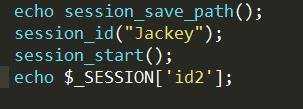 echo session_save_path();
session_id("Jackey");
session_start();
echo $_SESSION['id2'];